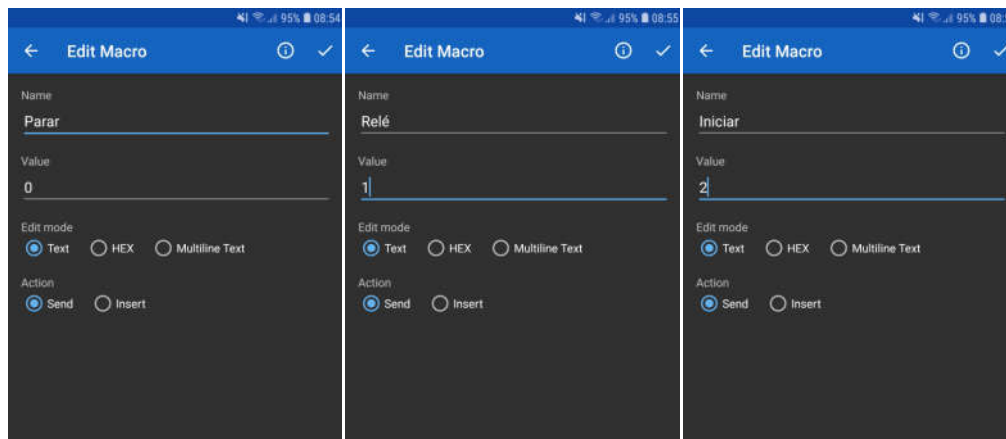 95% 08:54
Edit Macro
Name
Parar
Value
0
Edit mode
Text HEX Multiline Text
Action
Send Insert
95% 08:55
Edit Macro
Name
Relé
Value
1
Edit mode
Text HEX Multiline Text
Action
Send Insert
95%
Edit Macro
Name
Iniciar
Value
2
Edit mode
Text HEX Multiline Text
Action
Send Insert